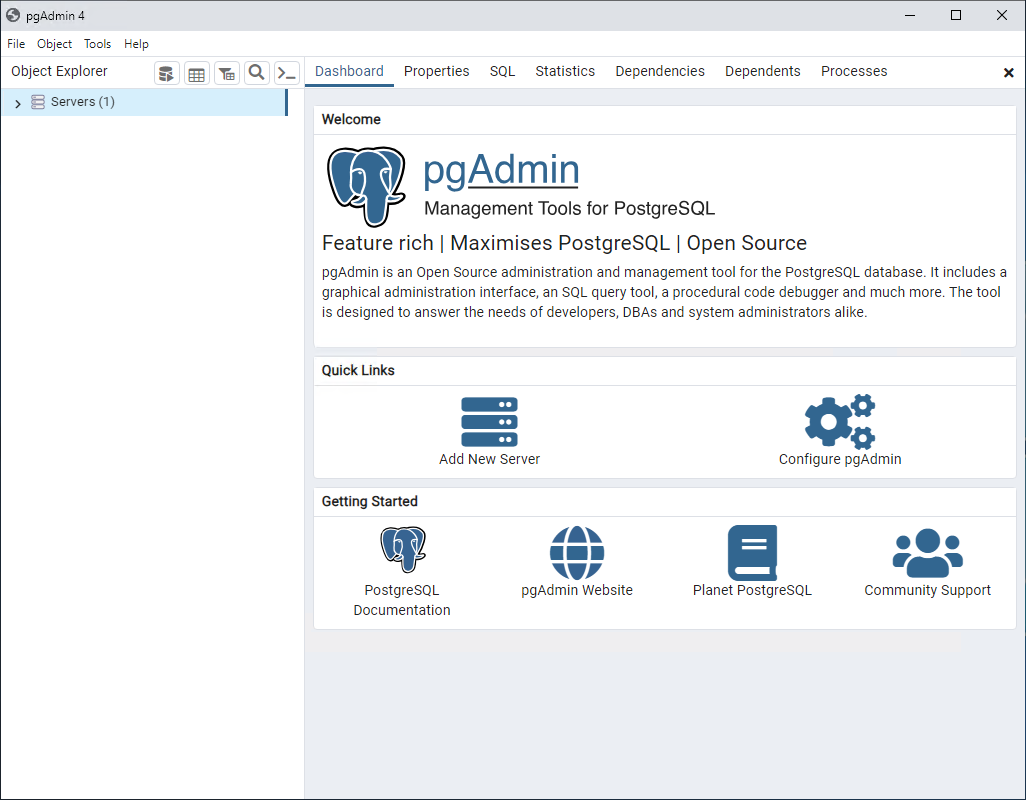 pgAdmin 4
File Object Tools Help
Object Explorer
Dashboard Properties SQL Statistics Dependencies Dependents Processes
Servers (1)
Welcome
pgAdmin
Management Tools for PostgreSQL
Feature rich | Maximises PostgreSQL | Open Source
pgAdmin is an Open Source administration and management tool for the PostgreSQL database. It includes a
graphical administration interface, an SQL query tool, a procedural code debugger and much more. The tool
is designed to answer the needs of developers, DBAs and system administrators alike.
Quick Links
Add New Server
Configure pgAdmin
Getting Started
PostgreSQL
Documentation
pgAdmin Website
Planet PostgreSQL
Community Support